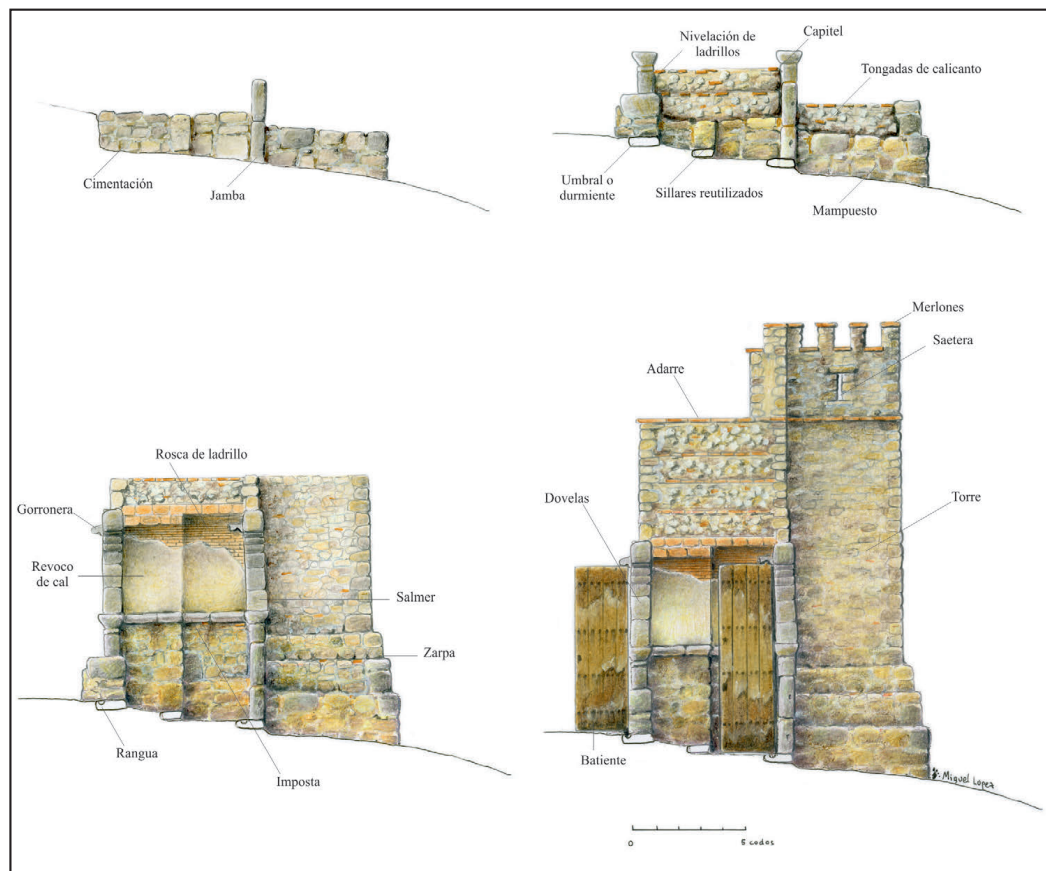 Cimentación
Jamba
Nivelación de
ladrillos
Capitel
Tongadas de calicanto
Umbral o
durmiente
Sillares reutilizados
Mampuesto
Rosca de ladrillo
Gorronera
Revoco
de cal
Salmer
Zarpa
Rangua
Imposta
Merlones
Saetera
Adarre
Dovelas
Torre
Batiente
Miguel Lopez
0 5 codos